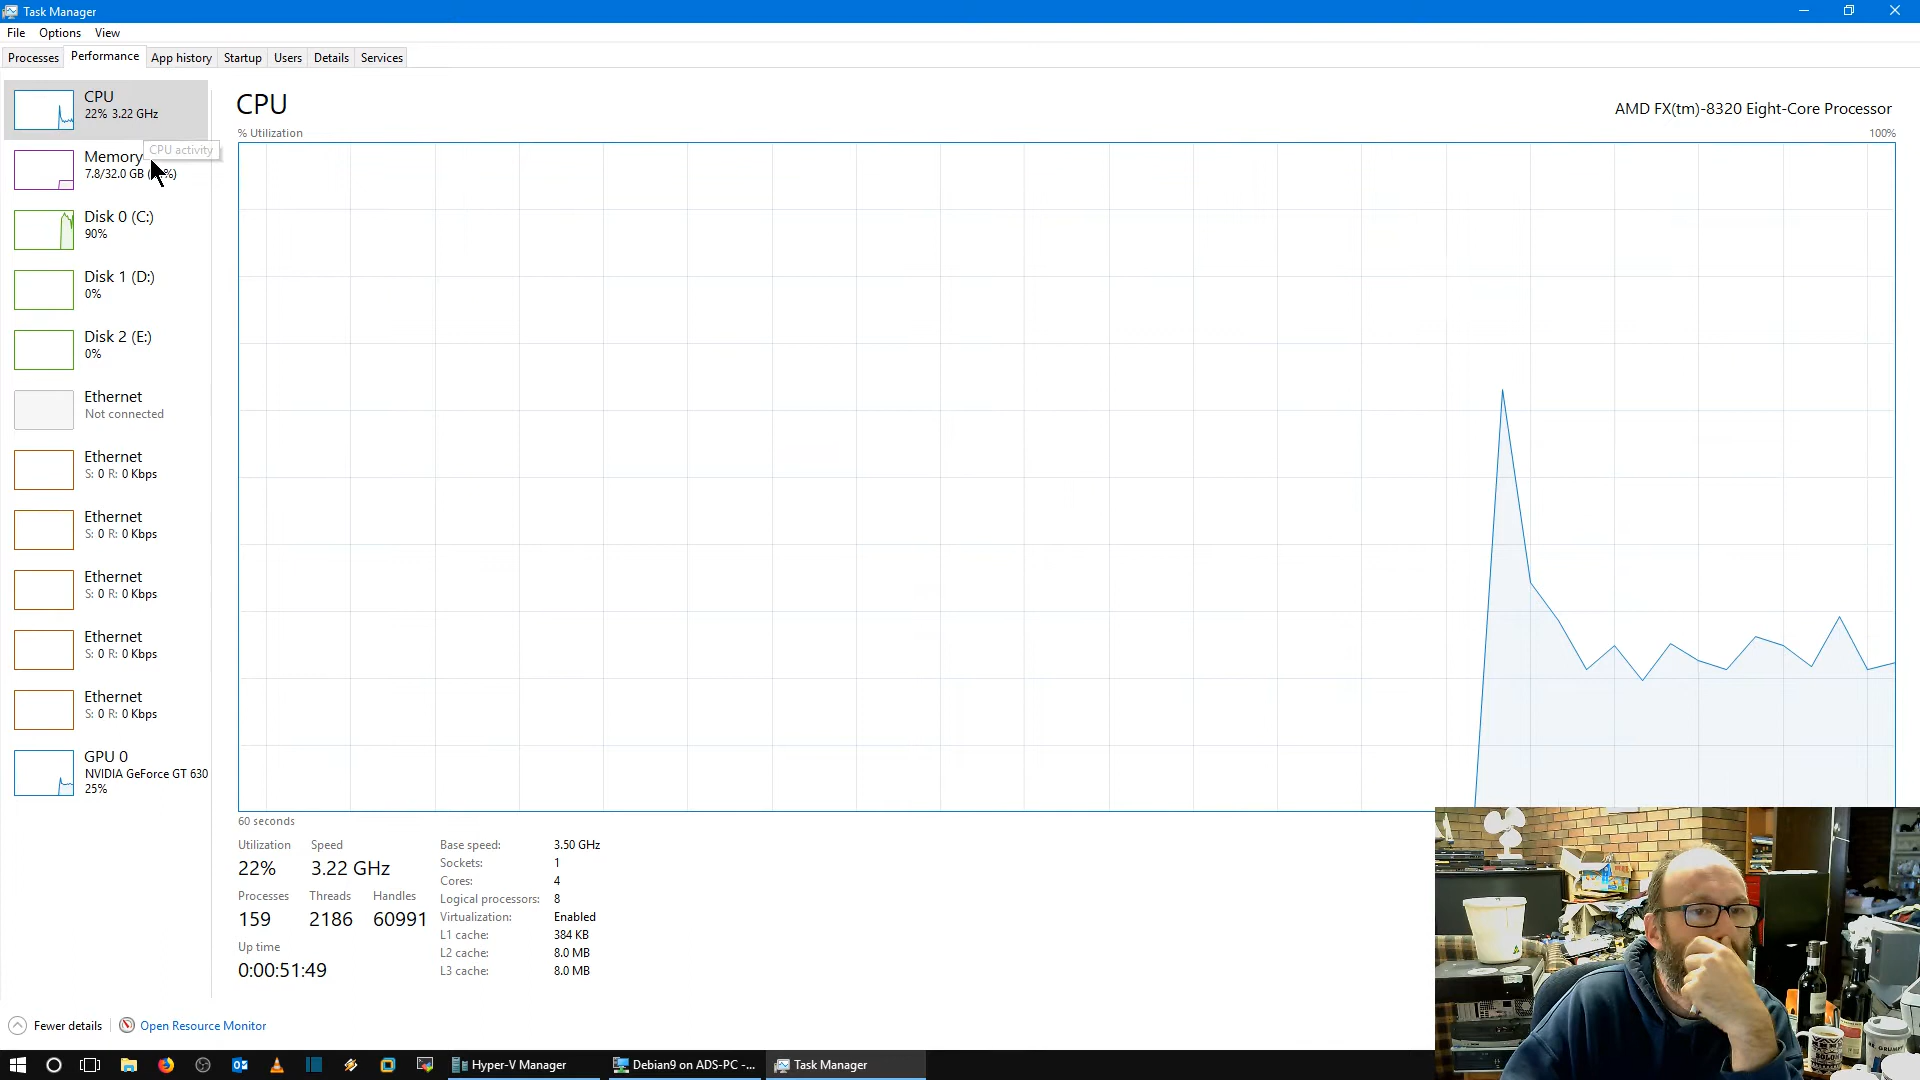 Task Manager
File Options View
Processes Performance App history Startup Users Details Services
CPU
22% 3.22 GHz
CPU activity
Memory
7.8/32.0 GB
Disk 0 (C:)
90%
Disk 1 (D:)
0%
Disk 2 (E:)
0%
Ethernet
Not connected
Ethernet
S: 0 R: 0 Kbps
Ethernet
S: 0 R: 0 Kbps
Ethernet
S: 0 R: 0 Kbps
Ethernet
S: 0 R: 0 Kbps
Ethernet
S: 0 R: 0 Kbps
GPU 0
NVIDIA GeForce GT 630
25%
CPU
AMD FX(tm)-8320 Eight-Core Processor
% Utilization 100%
60 seconds
Utilization Speed
22% 3.22 GHz
Processes Threads Handles
159 2186 60991
Up time
0:00:51:49
Base speed: 3.50 GHz
Sockets: 1
Cores: 4
Logical processors: 8
Virtualization: Enabled
L1 cache: 384 KB
L2 cache: 8.0 MB
L3 cache: 8.0 MB
Fewer details Open Resource Monitor
Hyper-V Manager Debian9 on ADS-PC -... Task Manager